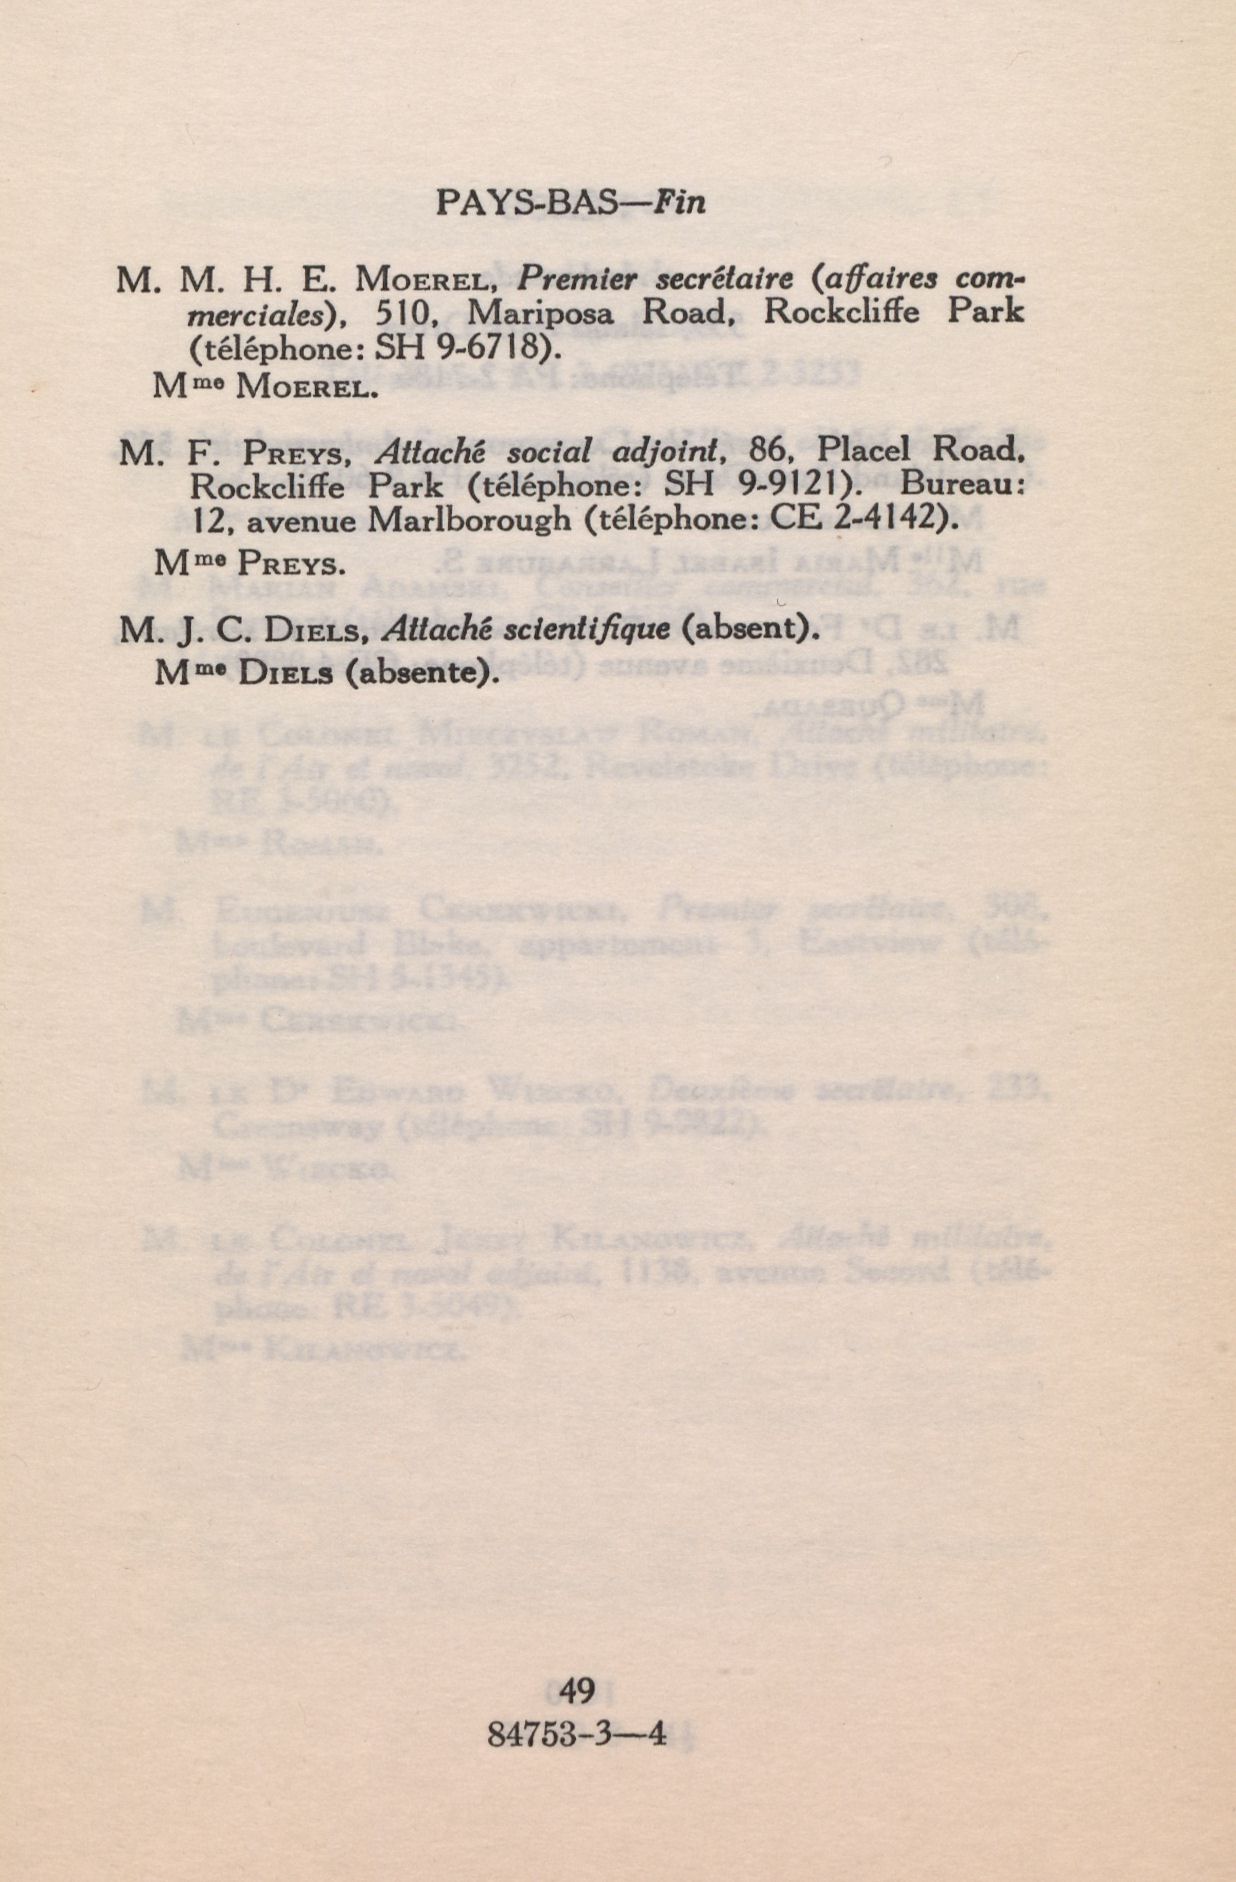 PAYS-BAS—Fin
M. M. H. E. MOEREL, Premier secrétaire (affaires com-
merciales), 510, Mariposa Road, Rockcliffe Park
(téléphone: SH 9-6718).
Mme MOEREL.
M. F. PREYS, Attaché social adjoint, 86, Placel Road,
Rockcliffe Park (téléphone: SH 9-9121). Bureau:
12, avenue Marlborough (téléphone: CE 2-4142).
Mme PREYS.
M. J. C. DIELS, Attaché scientifique (absent).
Mme DIELS (absente).
49
84753-3—4